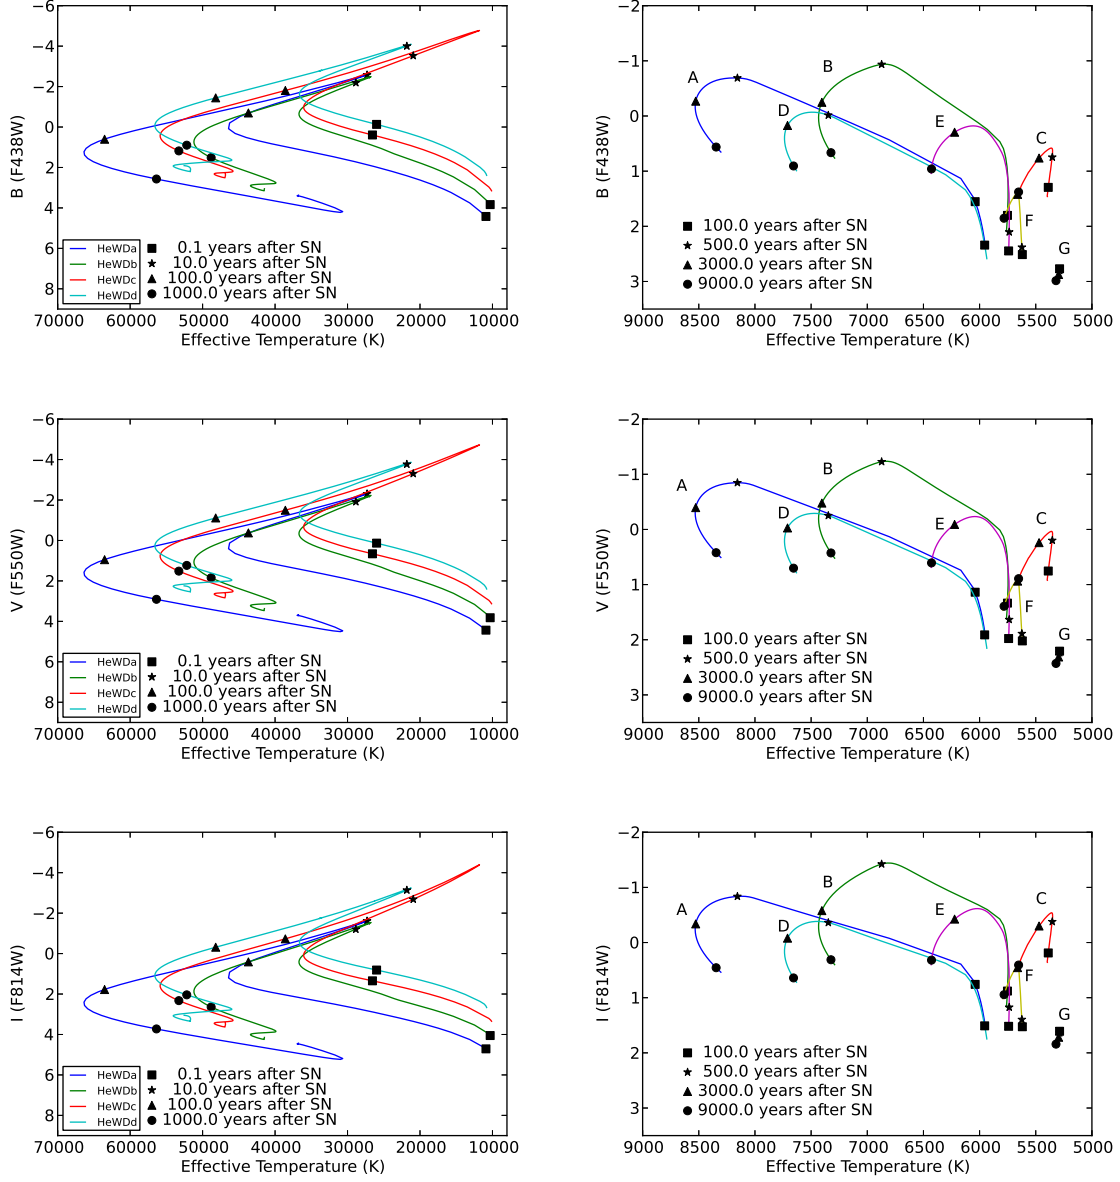 −6
−4
−2
0
2
4
6
8
B (F438W)
HeWDa
HeWDb
HeWDc
HeWDd
0.1 years after SN
10.0 years after SN
100.0 years after SN
1000.0 years after SN
70000 60000 50000 40000 30000 20000 10000
Effective Temperature (K)
−2
−1
0
1
2
3
B (F438W)
A
B
D
E
C
F
G
100.0 years after SN
500.0 years after SN
3000.0 years after SN
9000.0 years after SN
9000 8500 8000 7500 7000 6500 6000 5500 5000
Effective Temperature (K)
−6
−4
−2
0
2
4
6
8
V (F550W)
HeWDa
HeWDb
HeWDc
HeWDd
0.1 years after SN
10.0 years after SN
100.0 years after SN
1000.0 years after SN
70000 60000 50000 40000 30000 20000 10000
Effective Temperature (K)
−2
−1
0
1
2
3
V (F550W)
A
B
D
E
C
F
G
100.0 years after SN
500.0 years after SN
3000.0 years after SN
9000.0 years after SN
9000 8500 8000 7500 7000 6500 6000 5500 5000
Effective Temperature (K)
−6
−4
−2
0
2
4
6
8
I (F814W)
HeWDa
HeWDb
HeWDc
HeWDd
0.1 years after SN
10.0 years after SN
100.0 years after SN
1000.0 years after SN
70000 60000 50000 40000 30000 20000 10000
Effective Temperature (K)
−2
−1
0
1
2
3
I (F814W)
A
B
D
E
C
F
G
100.0 years after SN
500.0 years after SN
3000.0 years after SN
9000.0 years after SN
9000 8500 8000 7500 7000 6500 6000 5500 5000
Effective Temperature (K)